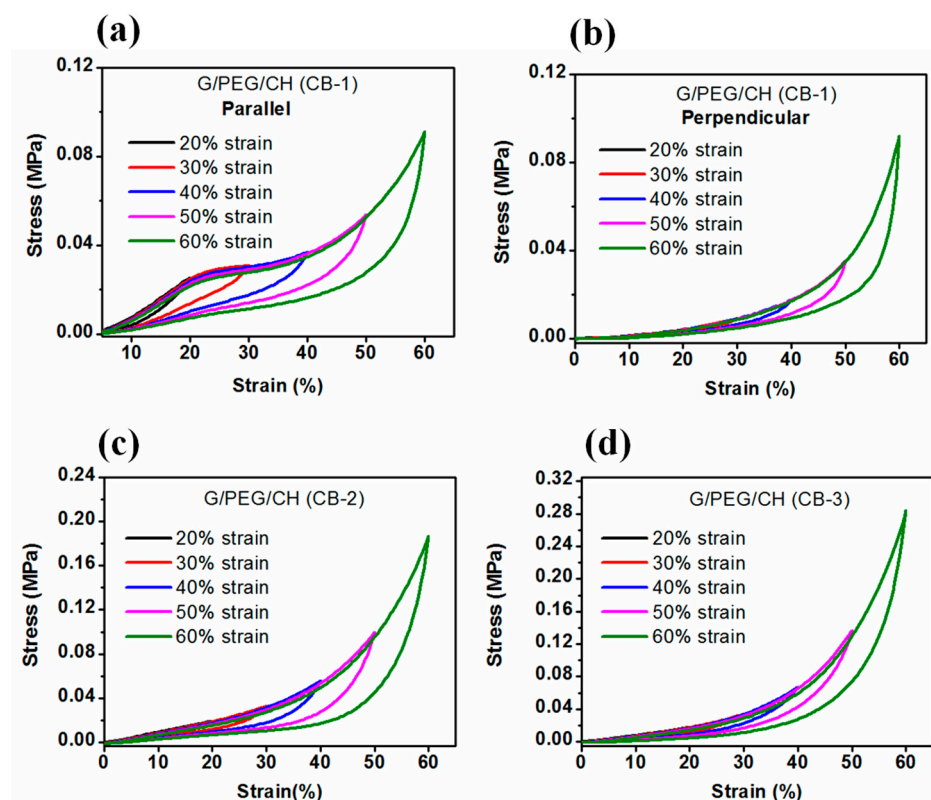 (a)
G/PEG/CH (CB-1)
Parallel
20% strain
30% strain
40% strain
50% strain
60% strain
Stress (MPa)
0.12
0.08
0.04
0.00
10 20 30 40 50 60
Strain (%)
(b)
G/PEG/CH (CB-1)
Perpendicular
20% strain
30% strain
40% strain
50% strain
60% strain
Stress (MPa)
0.12
0.08
0.04
0.00
0 10 20 30 40 50 60
Strain (%)
(c)
G/PEG/CH (CB-2)
20% strain
30% strain
40% strain
50% strain
60% strain
Stress (MPa)
0.24
0.20
0.16
0.12
0.08
0.04
0.00
0 10 20 30 40 50 60
Strain(%)
(d)
G/PEG/CH (CB-3)
20% strain
30% strain
40% strain
50% strain
60% strain
Stress (MPa)
0.32
0.28
0.24
0.20
0.16
0.12
0.08
0.04
0.00
0 10 20 30 40 50 60
Strain (%)